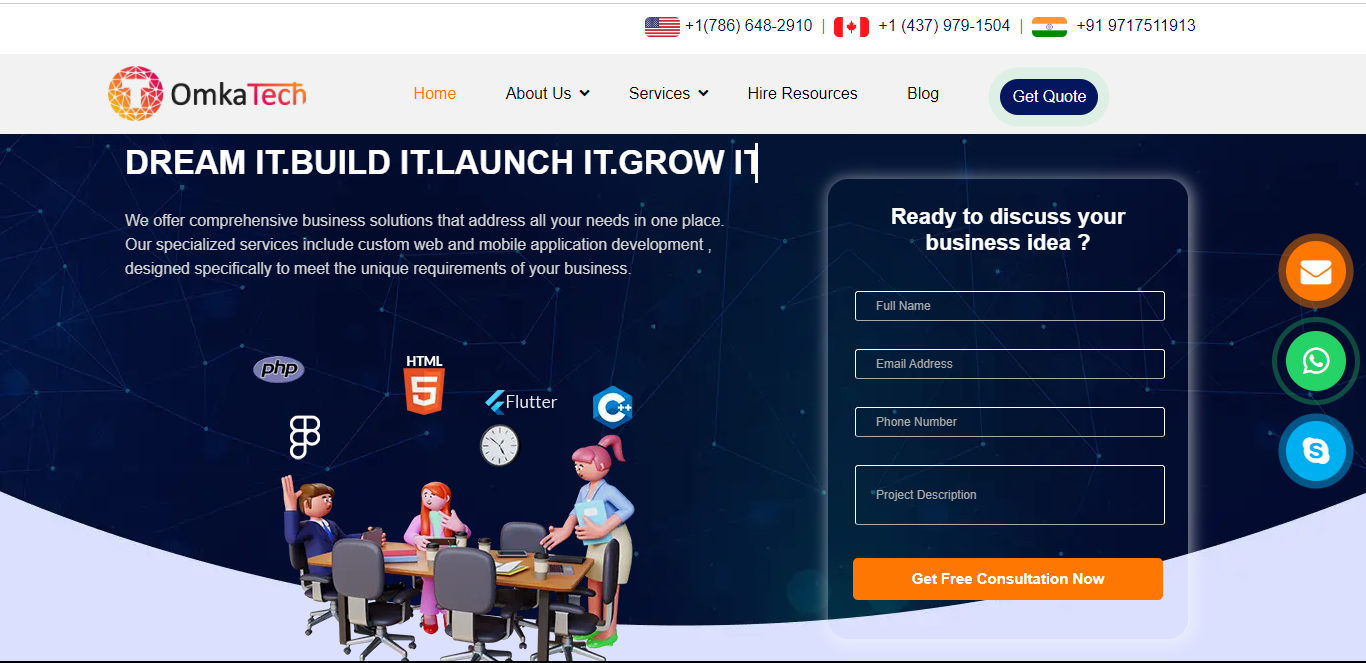 +1(786) 648-2910 | +1 (437) 979-1504 | +91 9717511913
OmkaTech
Home About Us Services Hire Resources Blog Get Quote
DREAM IT.BUILD IT.LAUNCH IT.GROW IT
We offer comprehensive business solutions that address all your needs in one place.
Our specialized services include custom web and mobile application development ,
designed specifically to meet the unique requirements of your business.
php
HTML
5
Flutter
C++
Ready to discuss your
business idea ?
Full Name
Email Address
Phone Number
Project Description
Get Free Consultation Now